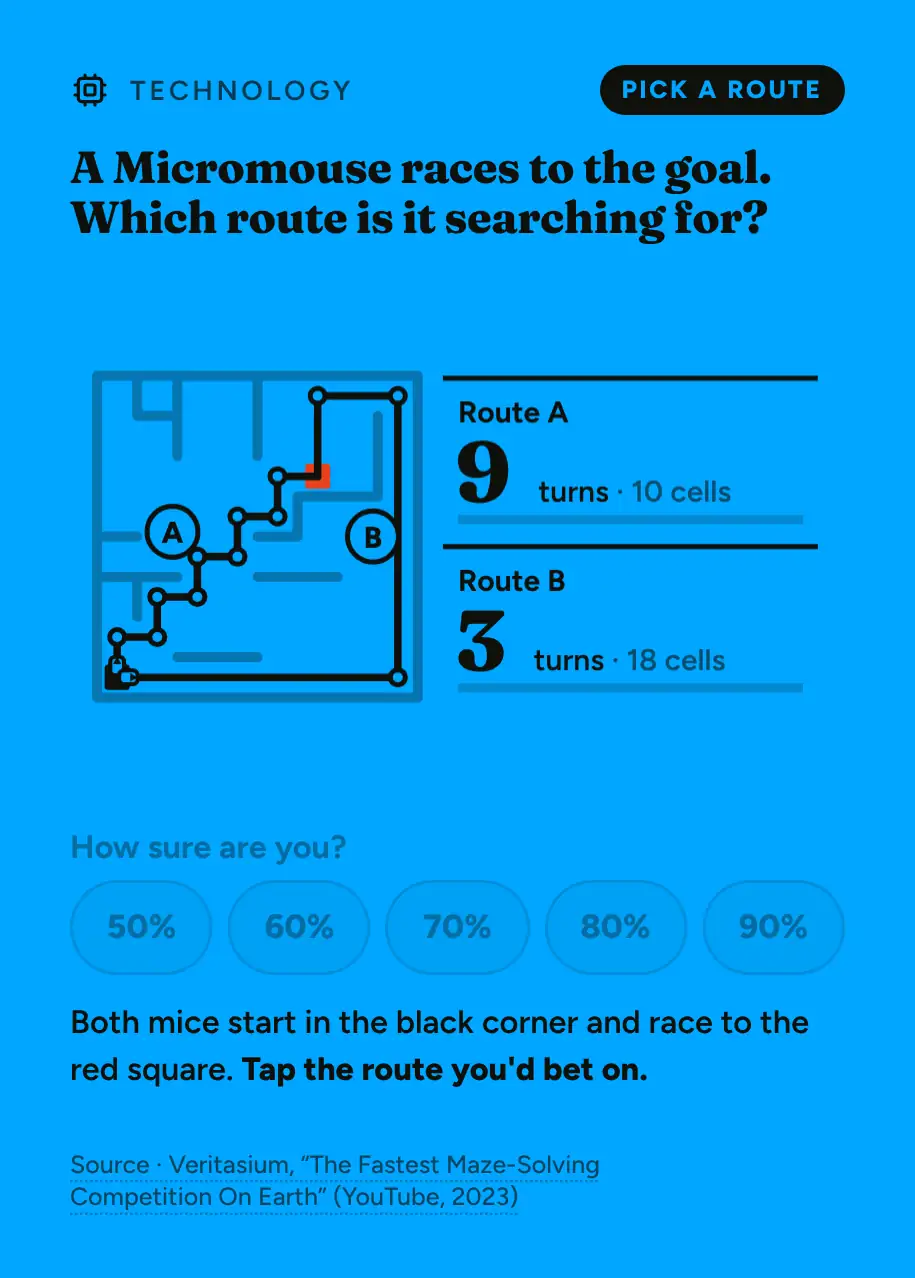 TECHNOLOGY
PICK A ROUTE
A Micromouse races to the goal.
Which route is it searching for?
A
B
Route A
9 turns · 10 cells
Route B
3 turns · 18 cells
How sure are you?
50% 60% 70% 80% 90%
Both mice start in the black corner and race to the
red square. Tap the route you'd bet on.
Source · Veritasium, “The Fastest Maze-Solving
Competition On Earth” (YouTube, 2023)